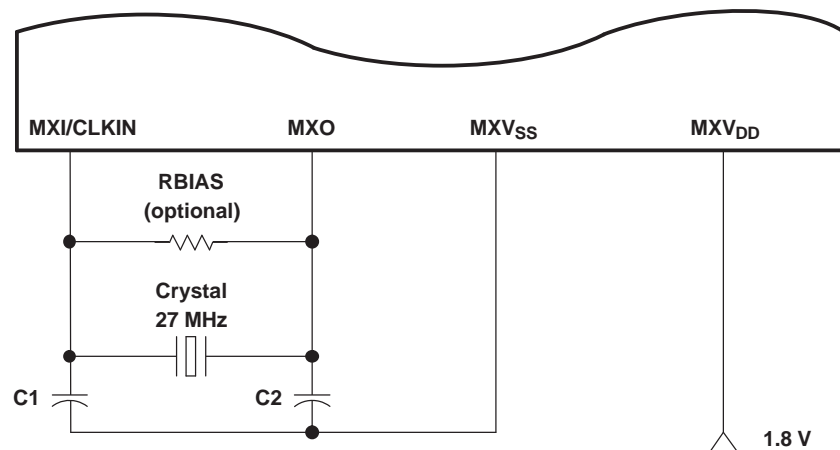 MXI/CLKIN MXO MXVSS MXVDD
RBIAS
(optional)
Crystal
27 MHz
C1 C2
1.8 V